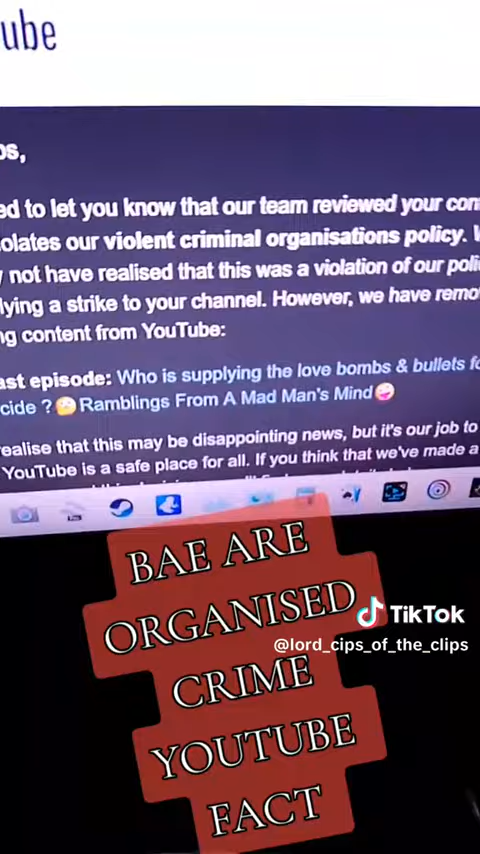 ube
os,
ed to let you know that our team reviewed your con
olates our violent criminal organisations policy. W
not have realised that this was a violation of our poli
lying a strike to your channel. However, we have remo
ng content from YouTube:
ast episode: Who is supplying the love bombs & bullets fo
cide ?🤔Ramblings From A Mad Man's Mind🤪
realise that this may be disappointing news, but it's our job to
YouTube is a safe place for all. If you think that we've made a
BAE ARE
ORGANISED
CRIME
YOUTUBE
FACT
TikTok
@lord_cips_of_the_clips